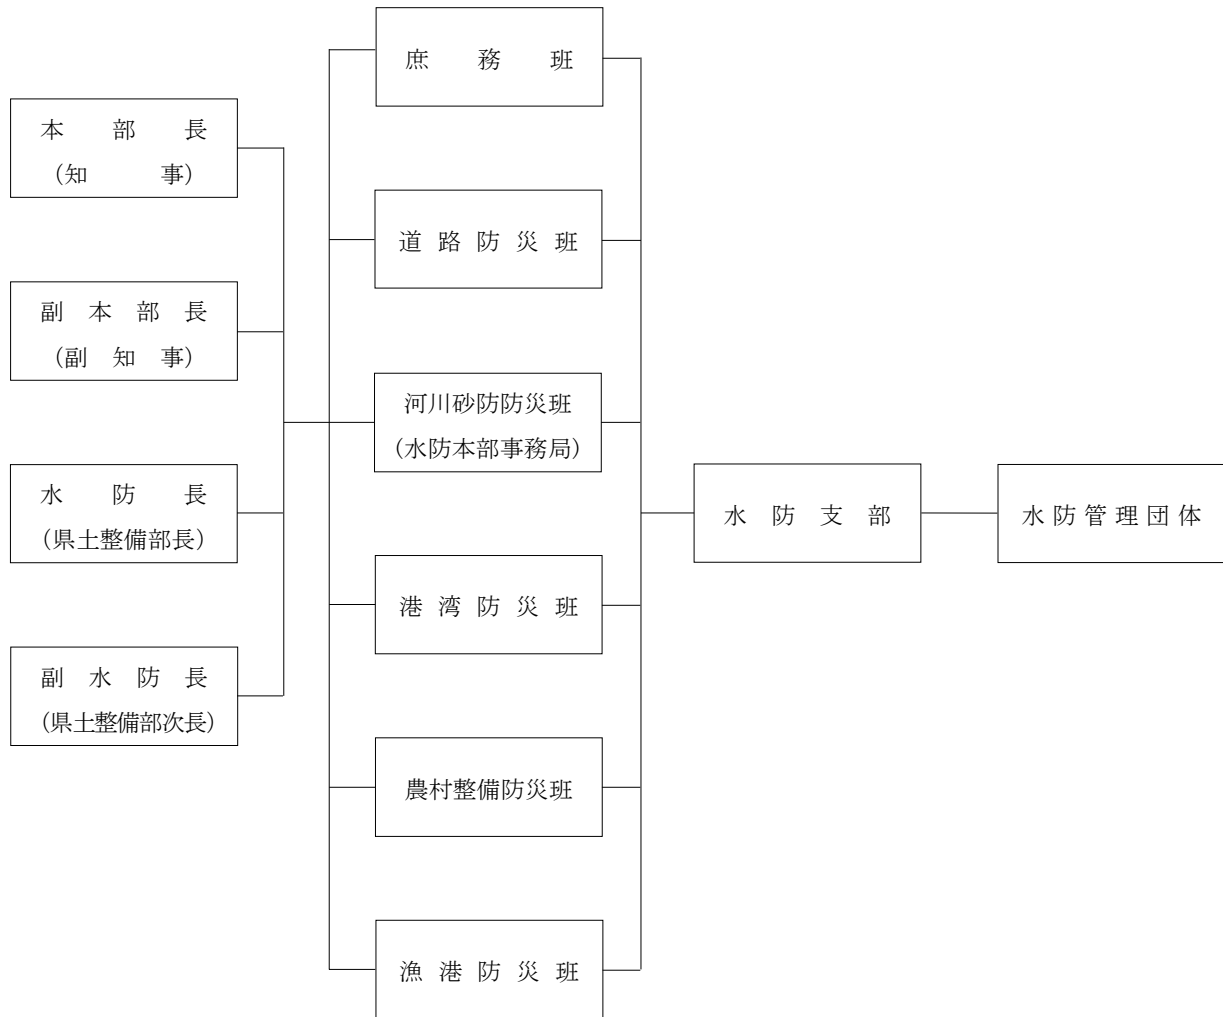 本部長
（知事）
副本部長
（副知事）
水防長
（県土整備部長）
副水防長
（県土整備部次長）
庶務班
道路防災班
河川砂防防災班
（水防本部事務局）
港湾防災班
農村整備防災班
漁港防災班
水防支部
水防管理団体